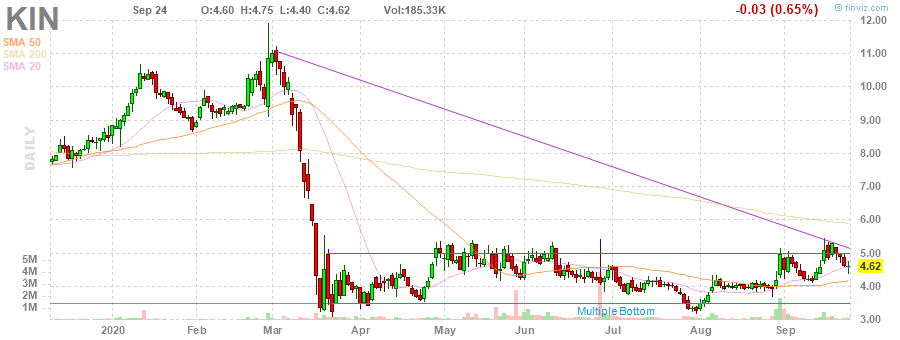 KIN Sep 24 O:4.60 H:4.75 L:4.40 C:4.62 Vol:185.33K -0.03 (0.65%) finviz.com
12.00
SMA 50
SMA 200
11.00
SMA 20
10.00
9.00
DAILY
8.00
7.00
6.00
5.00
5M
4.62
4M
3M
4.00
2M
1M
Multiple Bottom
3.00
2020 Feb Mar Apr May Jun Jul Aug Sep